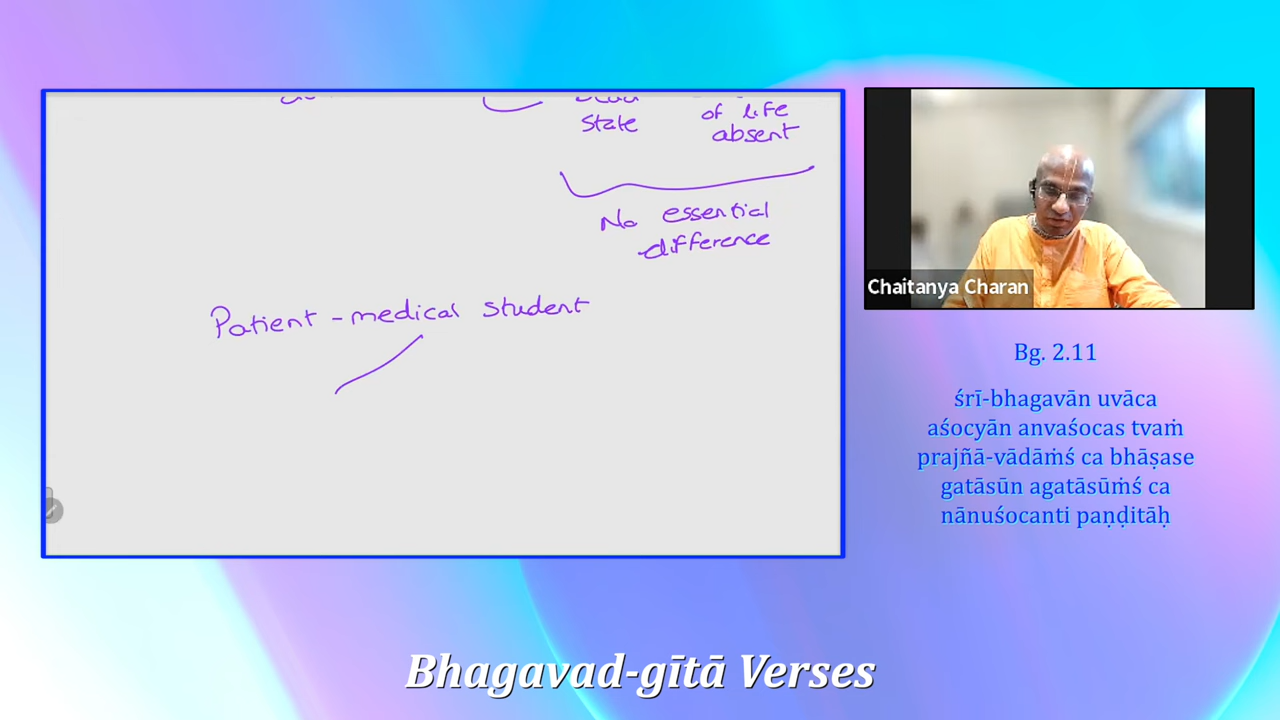 of life
State
absent
No essential
difference
Patient - medical student
Chaitanya Charan
Bg. 2.11
śrī-bhagavān uvāca
aśocyān anvaśocas tvaṁ
prajñā-vādāṁś ca bhāṣase
gatāsūn agatāsūṁś ca
nānuśocanti paṇḍitāḥ
Bhagavad-gītā Verses